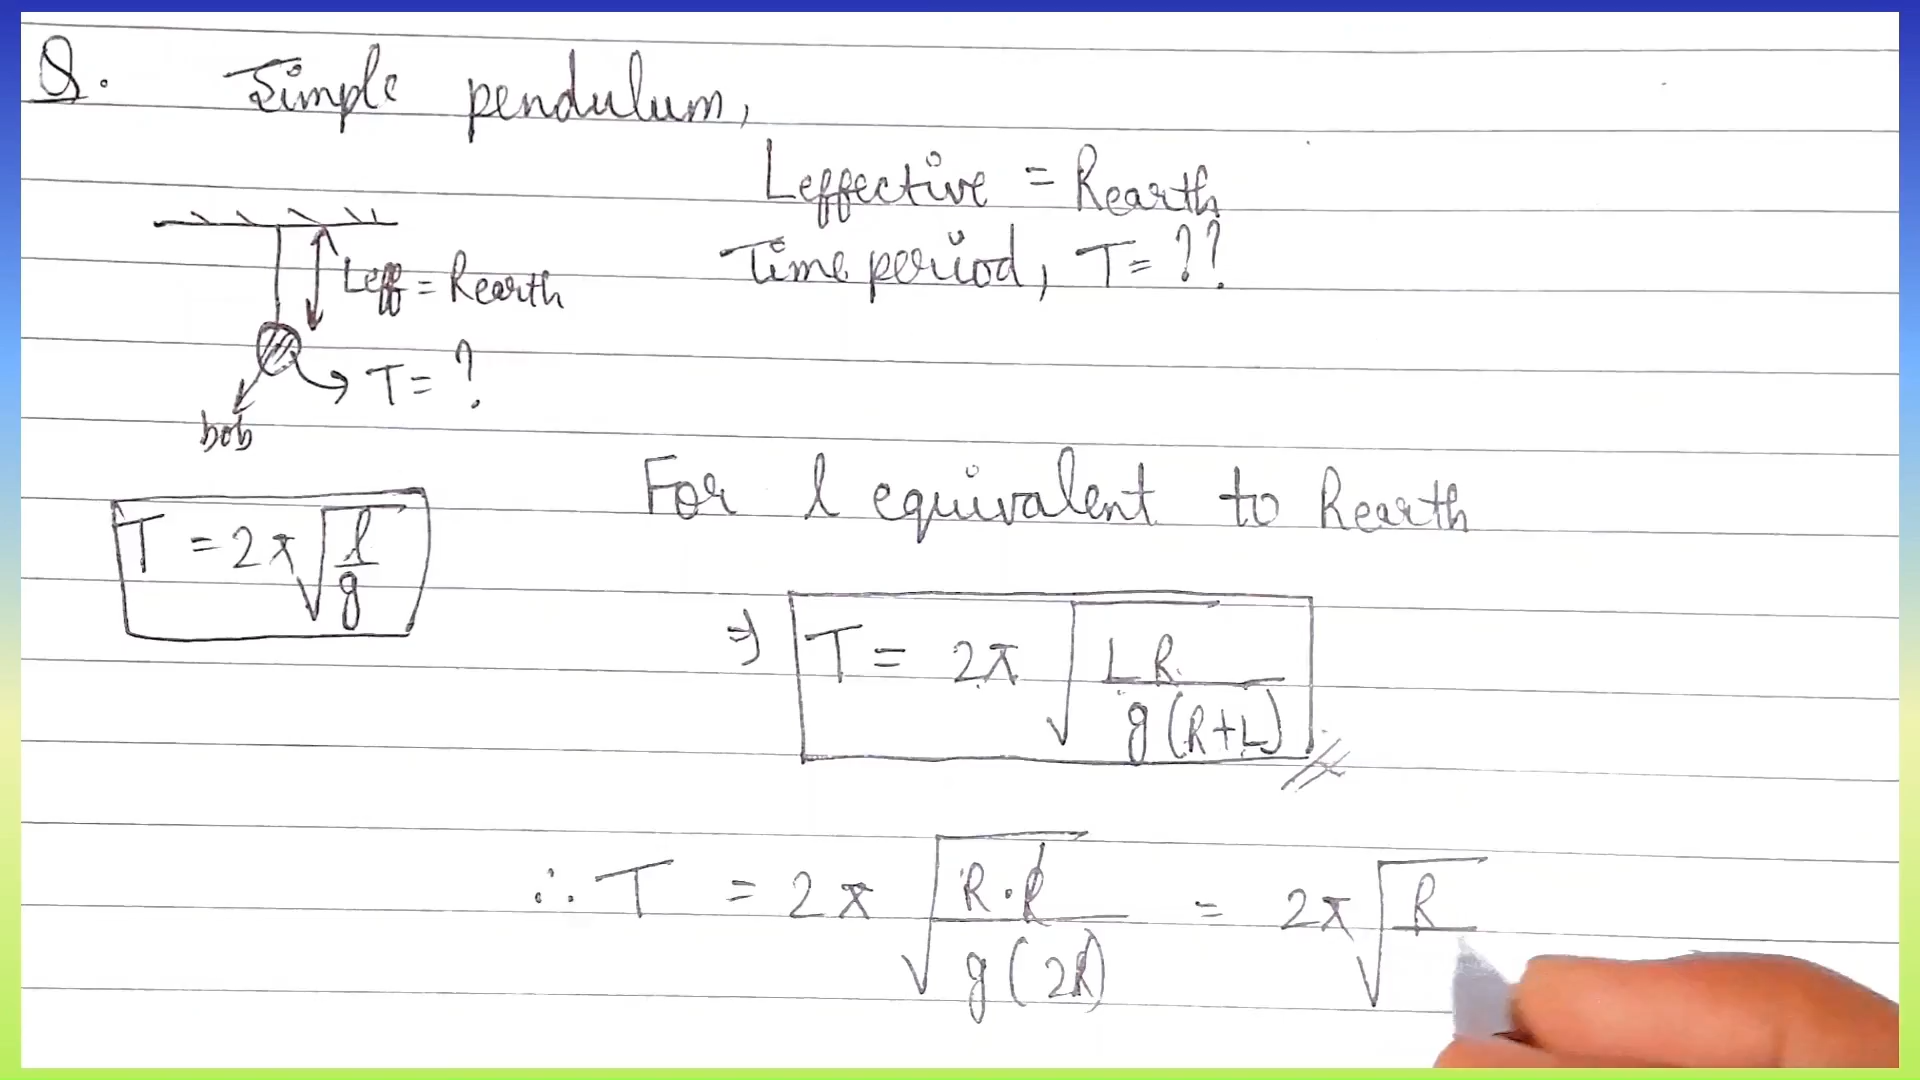 Q. Simple pendulum,
Leffective = Rearth
Time period, T = ??
Leff = Rearth
T = ?
bob
For l equivalent to Rearth
T = 2π √(l/g)
⇒ T = 2π √(LR/g(R+L))
∴ T = 2π √(R·R/g(2R)) = 2π √(R/